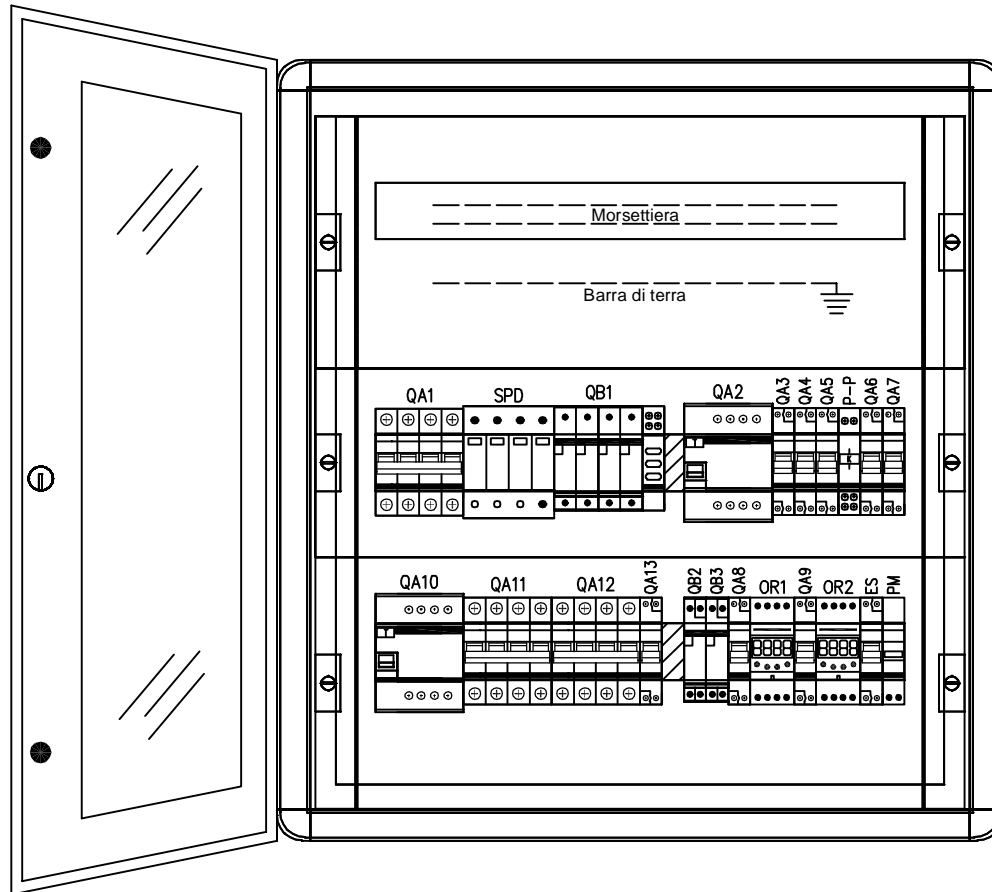 Morsettiera
Barra di terra
QA1 SPD QB1 QA2 QA3 QA4 QA5 P-P QA6 QA7
QA10 QA11 QA12 QA13 QB2 QB3 QA8 OR1 QA9 OR2 ES PM